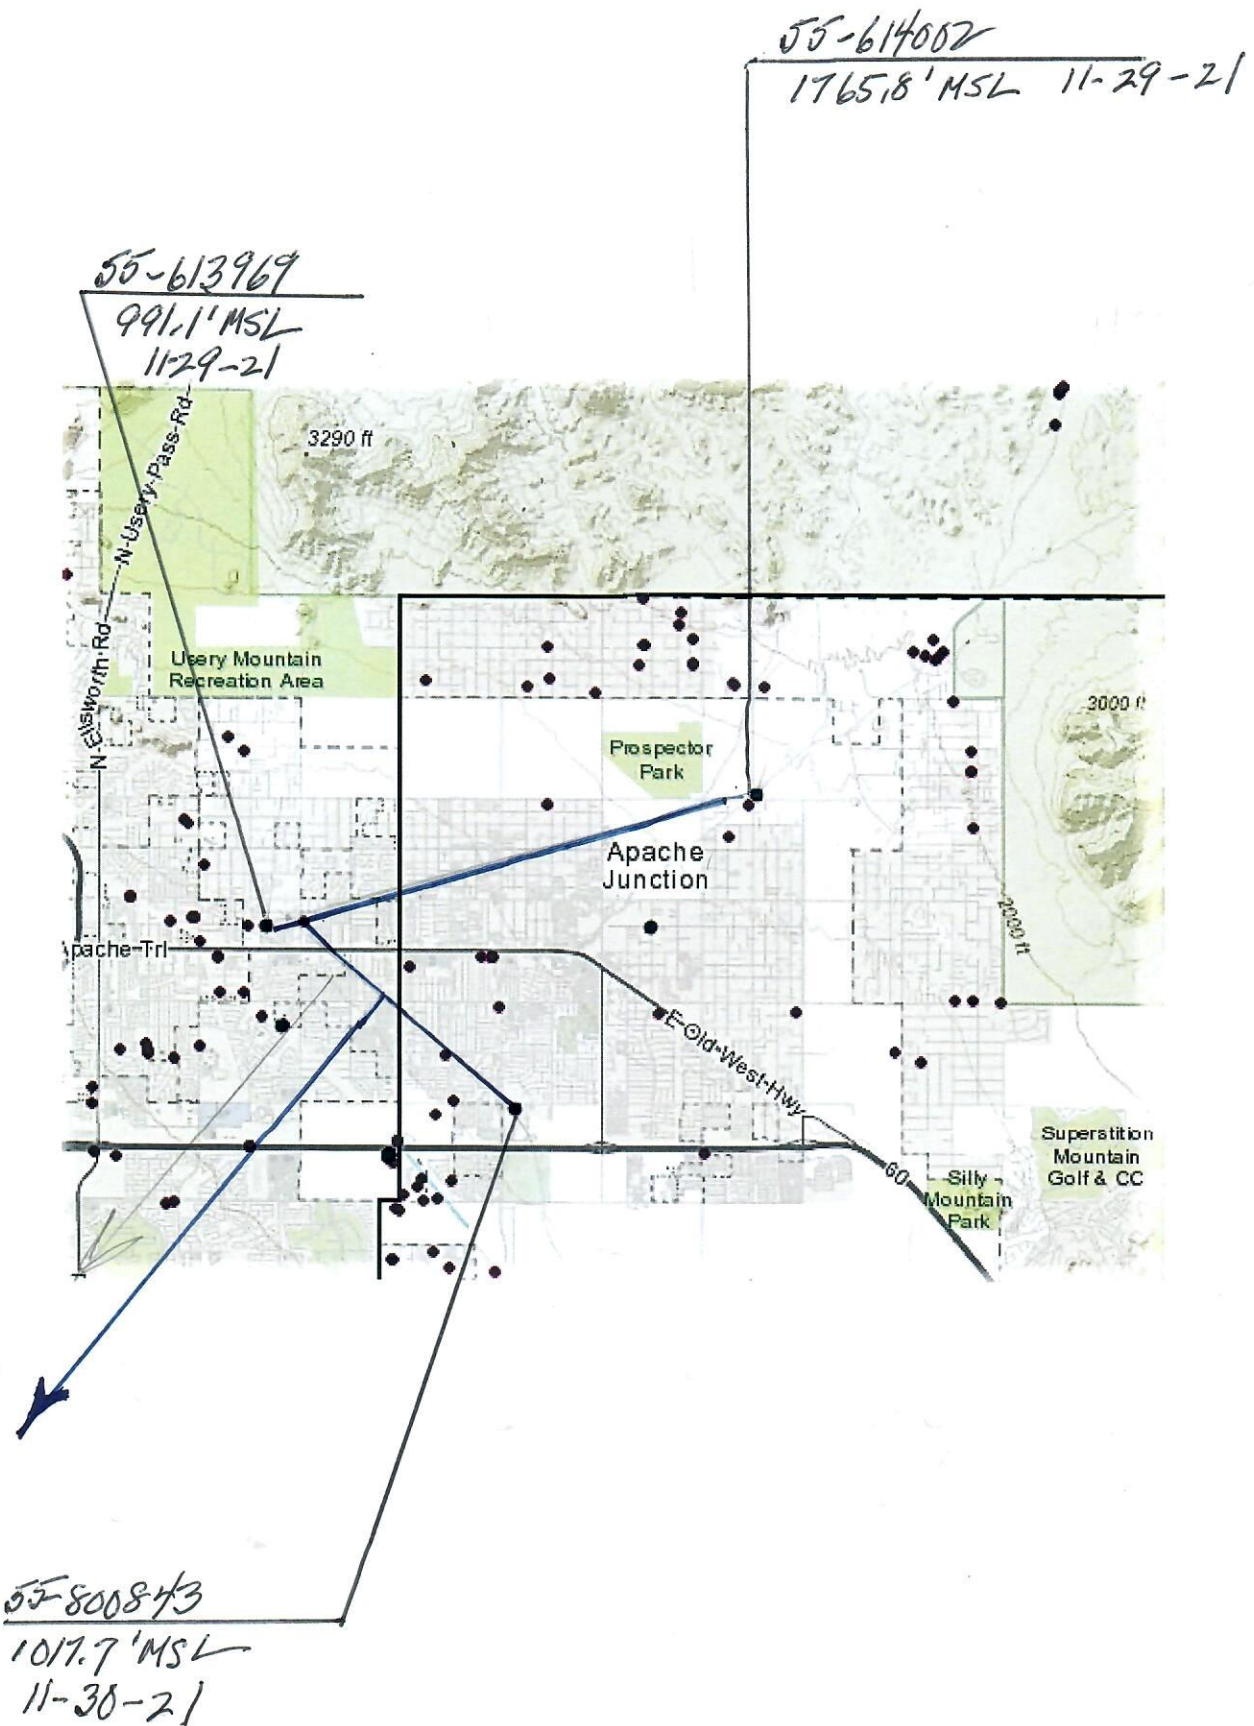 55-614002
1765.8' MSL 11-29-21
55-613969
991.1' MSL
11-29-21
3290 ft
N-Usery-Pass-Rd
N-Ellsworth-Rd
Usery Mountain
Recreation Area
3000 ft
Prospector
Park
Apache
Junction
2000 ft
Apache-Trl
E-Old-West-Hwy
60
Superstition
Mountain
Golf & CC
Silly
Mountain
Park
55-800843
1017.7' MSL
11-30-21